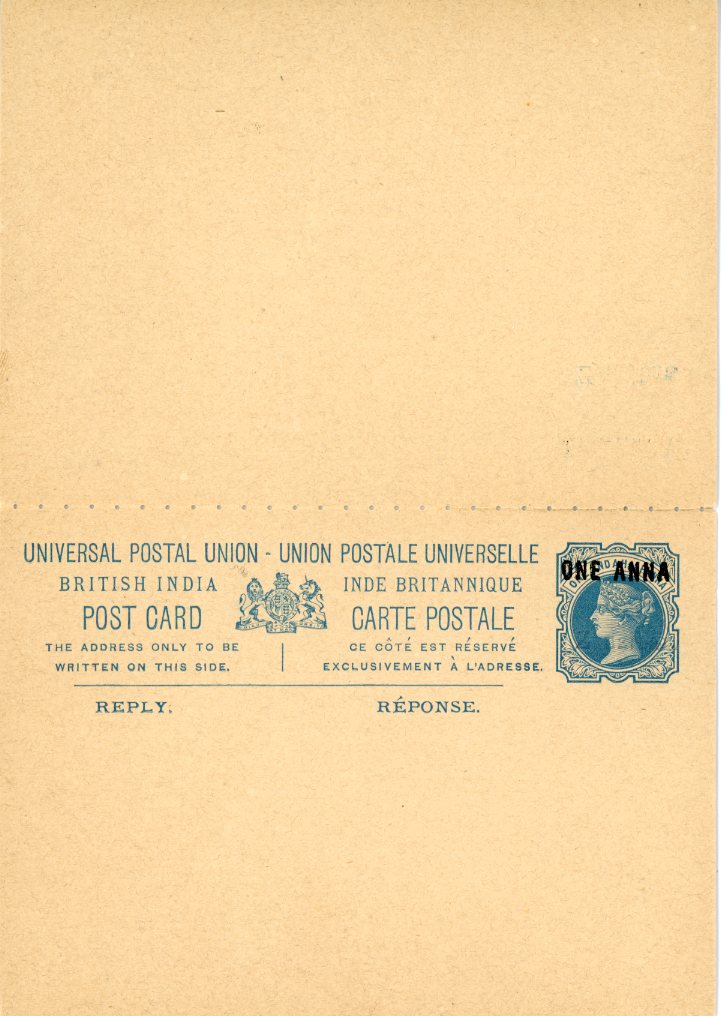 UNIVERSAL POSTAL UNION - UNION POSTALE UNIVERSELLE
BRITISH INDIA
INDE BRITANNIQUE
POST CARD
CARTE POSTALE
THE ADDRESS ONLY TO BE
WRITTEN ON THIS SIDE.
CE CÔTÉ EST RÉSERVÉ
EXCLUSIVEMENT À L'ADRESSE.
REPLY.
RÉPONSE.
ONE ANNA